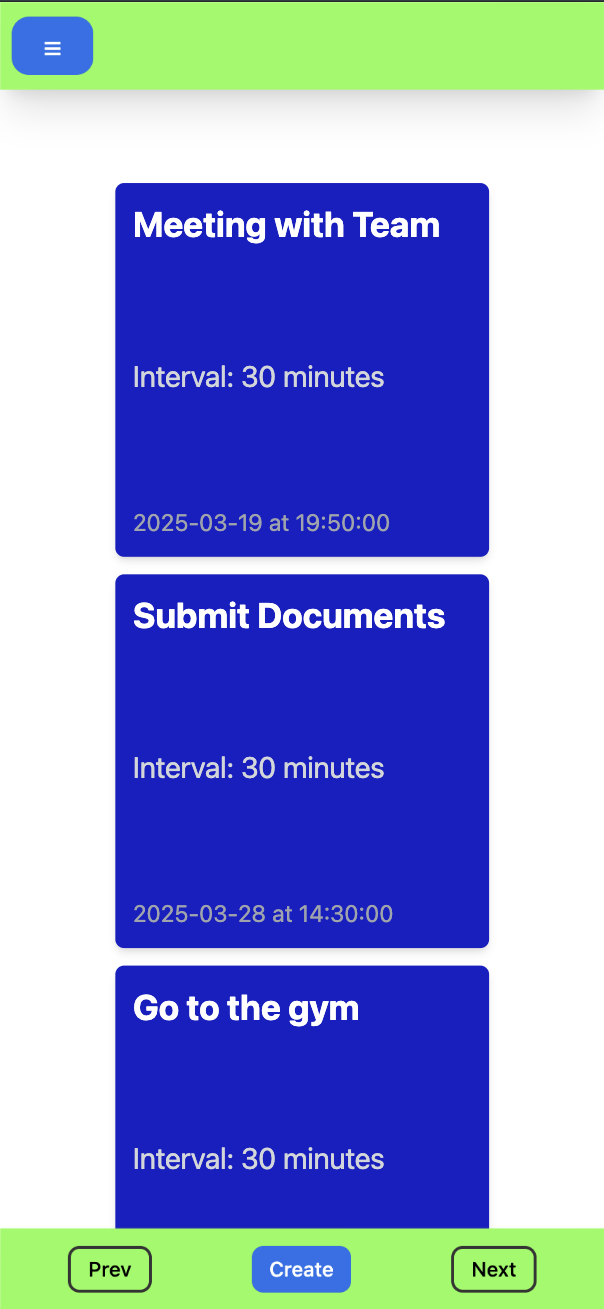 Meeting with Team
Interval: 30 minutes
2025-03-19 at 19:50:00
Submit Documents
Interval: 30 minutes
2025-03-28 at 14:30:00
Go to the gym
Interval: 30 minutes
Prev Create Next